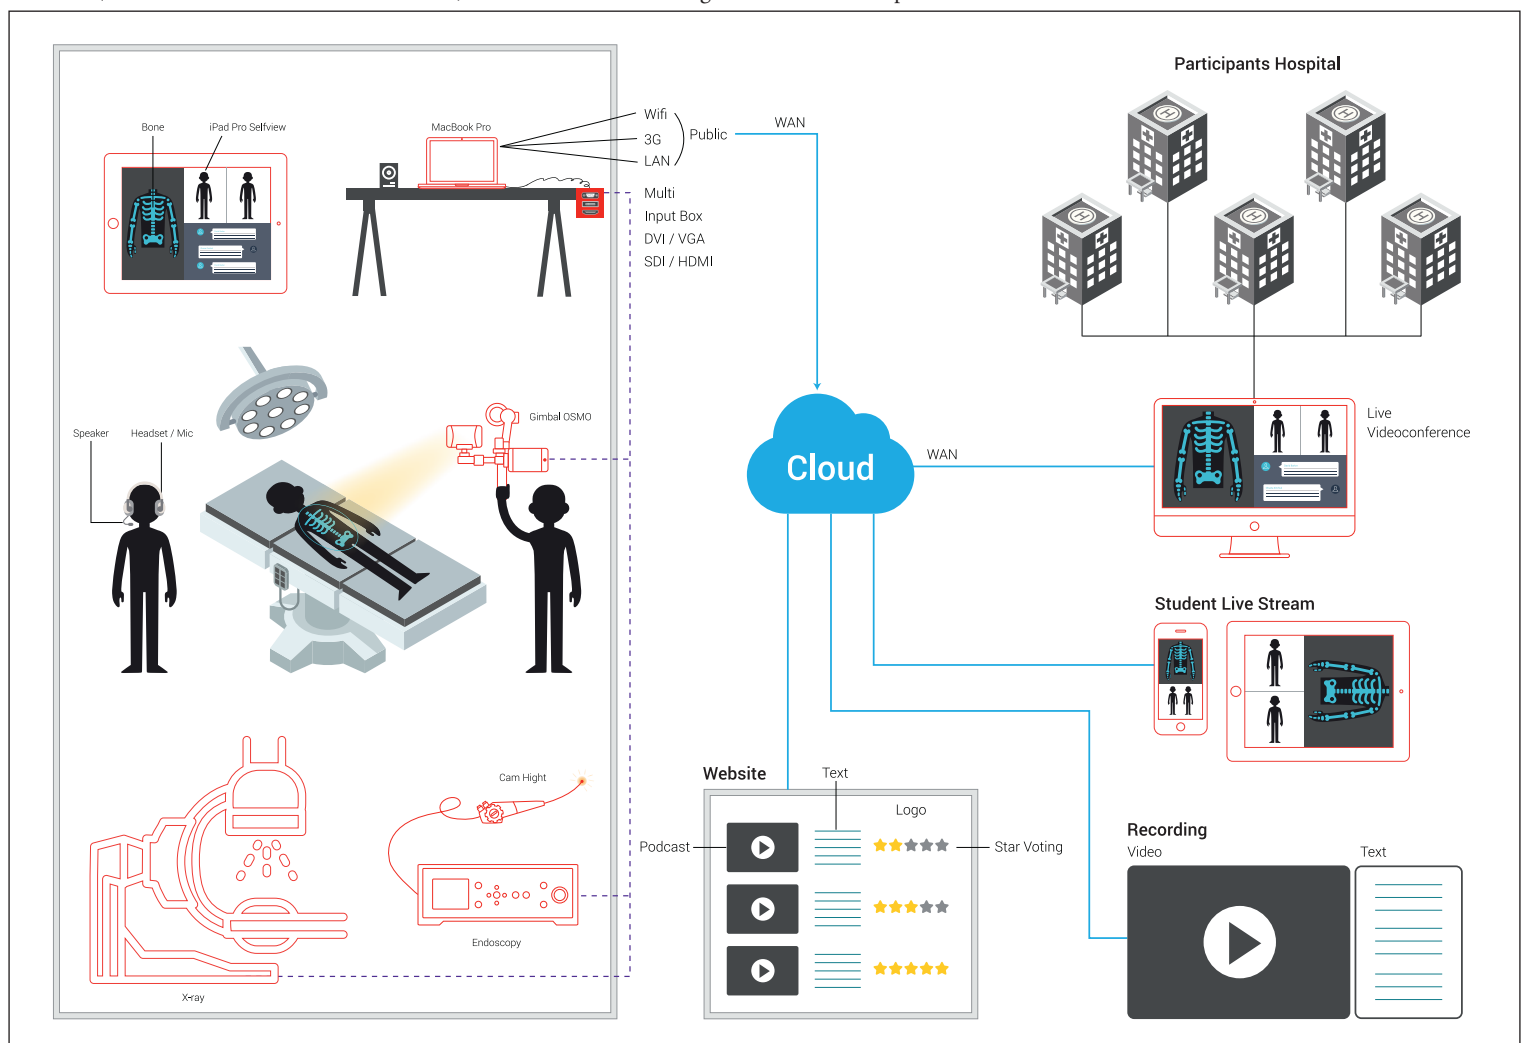 Participants Hospital
Bone
iPad Pro Selfview
MacBook Pro
Wifi
3G
LAN
Public
WAN
Multi
Input Box
DVI / VGA
SDI / HDMI
Speaker
Headset / Mic
Gimbal OSMO
Cloud
WAN
Live
Videoconference
Student Live Stream
Cam Hight
Endoscopy
X-ray
Website
Text
Logo
Podcast
Star Voting
Recording
Video
Text